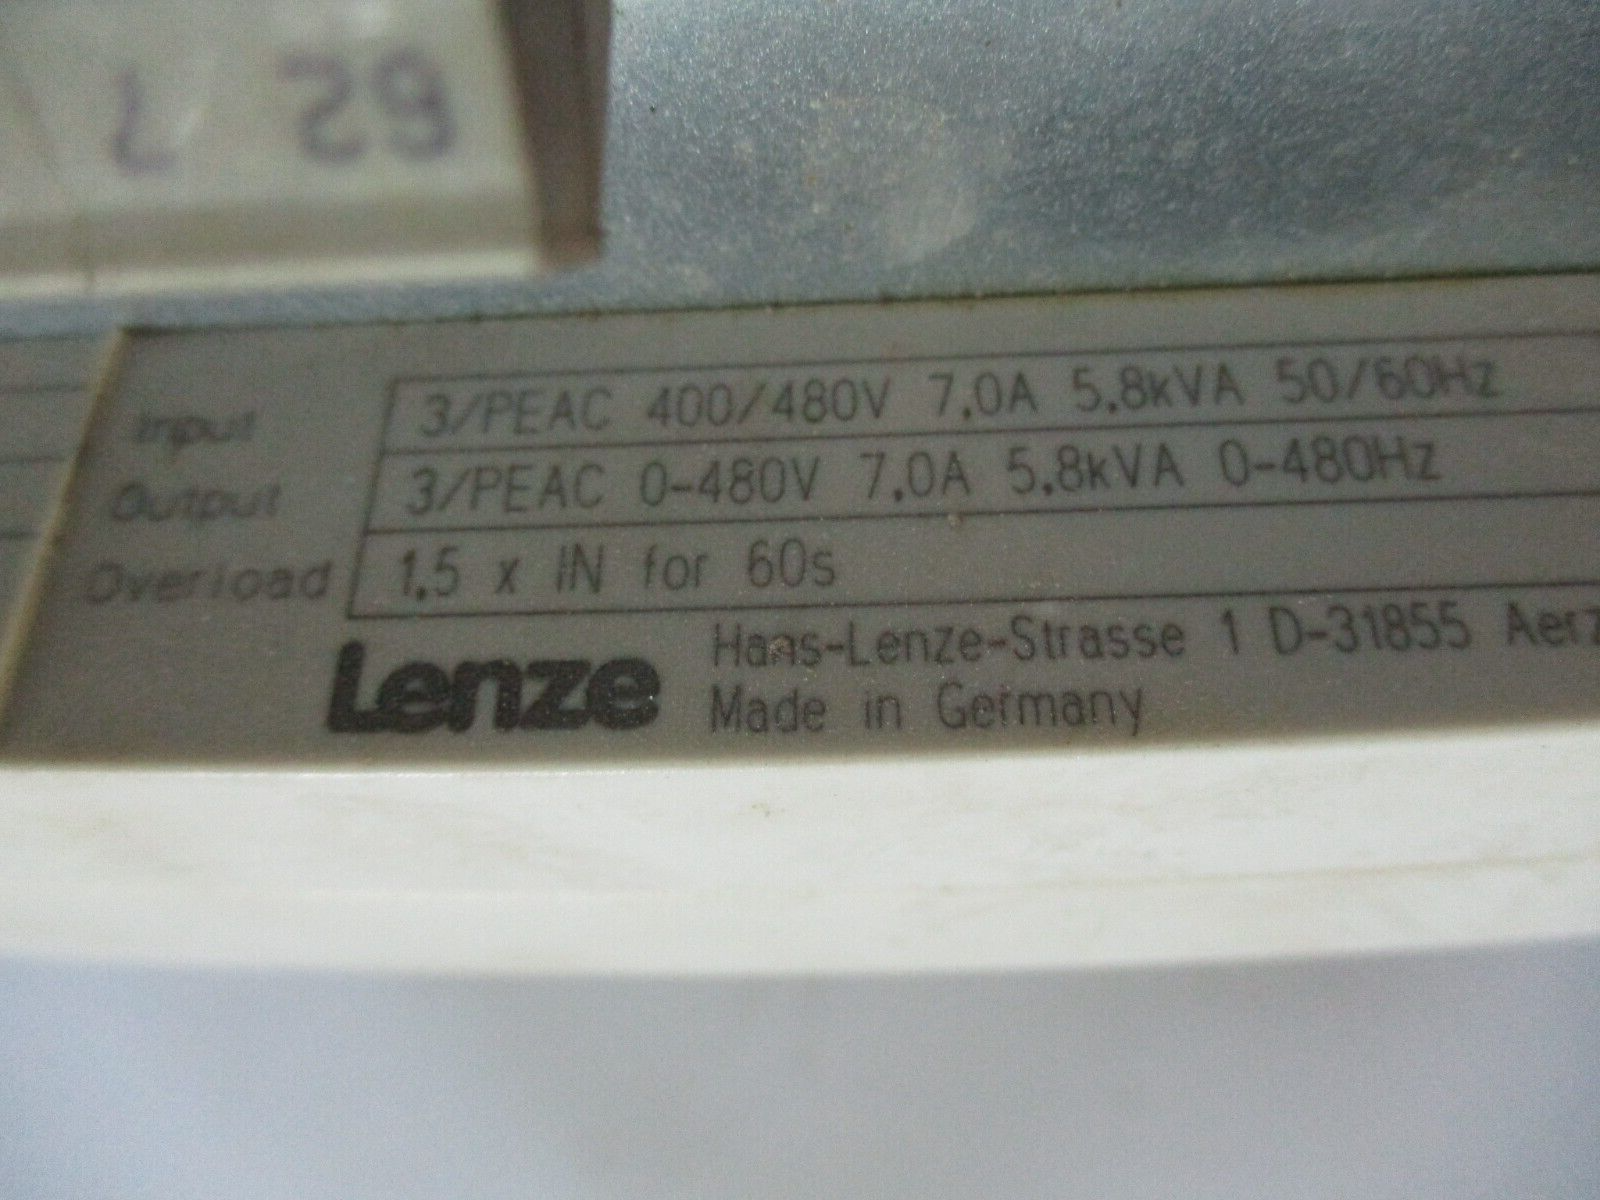 62 7
Input 3/PEAC 400/480V 7.0A 5.8kVA 50/60Hz
Output 3/PEAC 0-480V 7.0A 5.8kVA 0-480Hz
Overload 1.5 x IN for 60s
Lenze Hans-Lenze-Strasse 1 D-31855 Aerz
Made in Germany